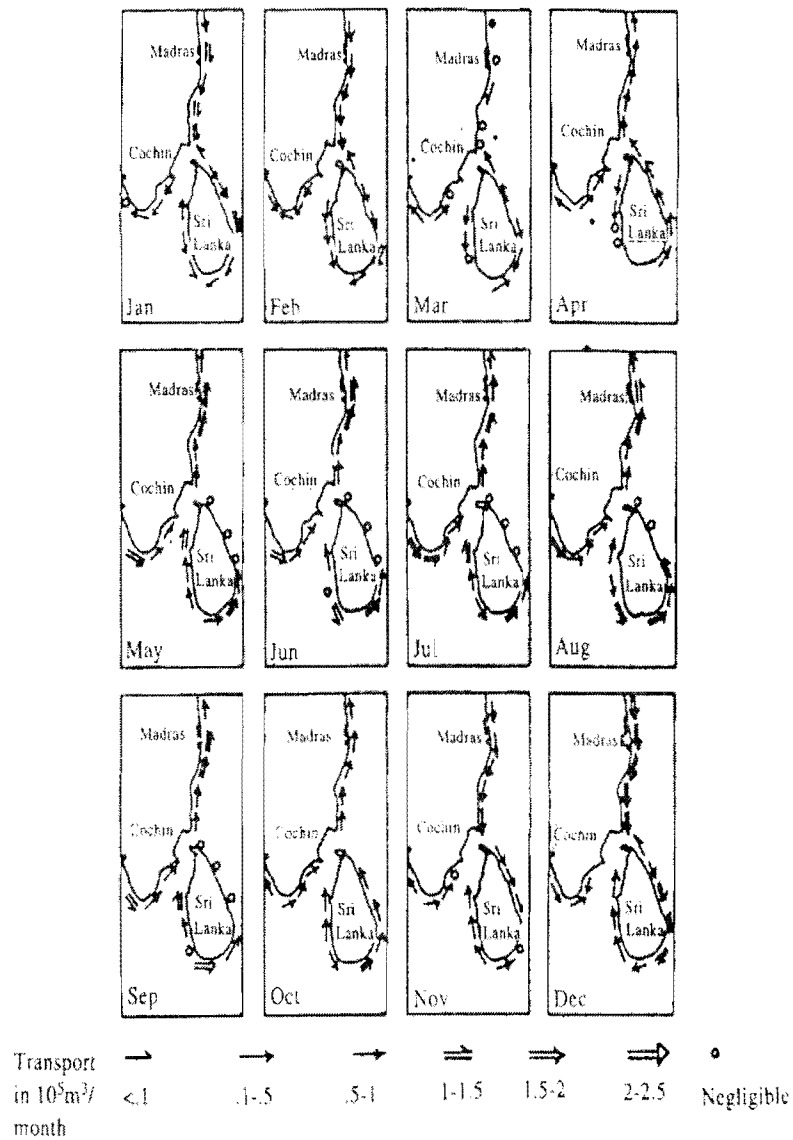 Madras
Cochin
Sri
Lanka
Jan
Madras
Cochin
Sri
Lanka
Feb
Madras
Cochin
Sri
Lanka
Mar
Madras
Cochin
Sri
Lanka
Apr
Madras
Cochin
Sri
Lanka
May
Madras
Cochin
Sri
Lanka
Jun
Madras
Cochin
Sri
Lanka
Jul
Madras
Cochin
Sri
Lanka
Aug
Madras
Cochin
Sri
Lanka
Sep
Madras
Cochin
Sri
Lanka
Oct
Madras
Cochin
Sri
Lanka
Nov
Madras
Cochin
Sri
Lanka
Dec
Transport
in 10⁵m³/
month
<.1 .1-.5 .5-1 1-1.5 1.5-2 2-2.5 Negligible